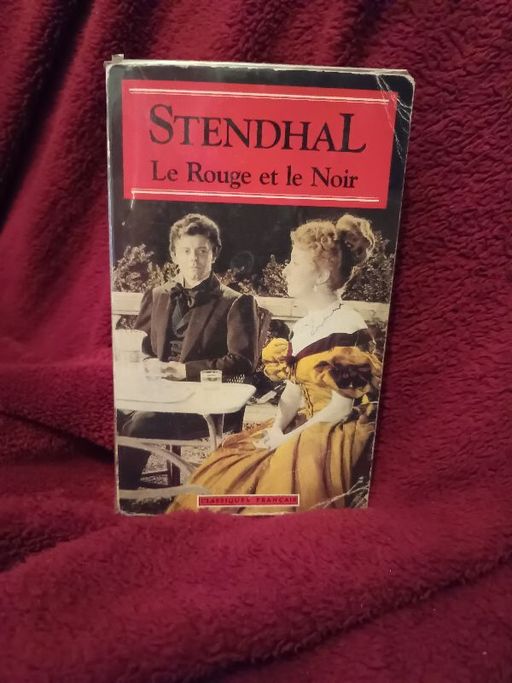 STENDHAL
Le Rouge et le Noir
CLASSIQUES FRANÇAIS